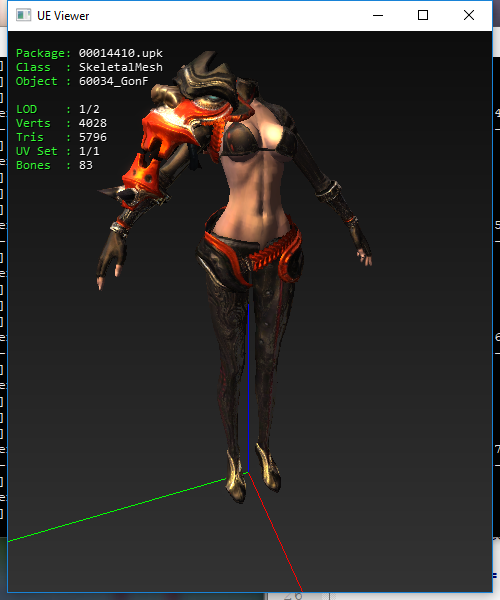 UE Viewer
Package: 00014410.upk
Class : SkeletalMesh
Object : 60034_GonF
LOD : 1/2
Verts : 4028
Tris : 5796
UV Set : 1/1
Bones : 83